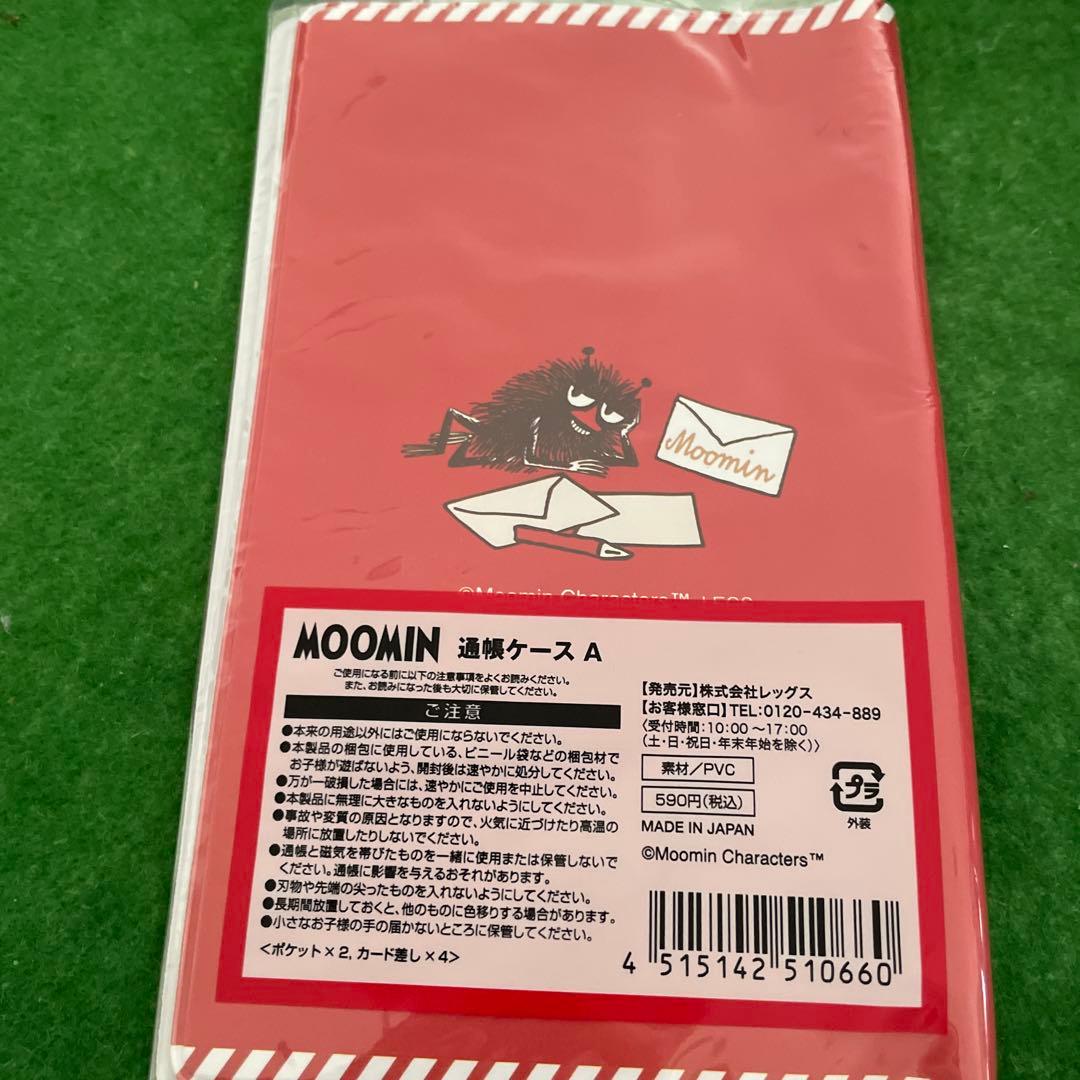 Moomin
©Moomin Characters™ LEGS
MOOMIN 通帳ケース A
ご使用になる前に以下の注意事項をよくお読みください。
また、お読みになった後も大切に保管してください。
ご注意
●本来の用途以外にはご使用にならないでください。
●本製品の梱包に使用している、ビニール袋などの梱包材で
お子様が遊ばないよう、開封後は速やかに処分してください。
●万が一破損した場合には、速やかにご使用を中止してください。
●本製品に無理に大きなものを入れないようにしてください。
●事故や変質の原因となりますので、火気に近づけたり高温の
場所に放置したりしないでください。
●通帳と磁気を帯びたものを一緒に使用または保管しないで
ください。通帳に影響を与えるおそれがあります。
●刃物や先端の尖ったものを入れないようにしてください。
●長期間放置しておくと、他のものに色移りする場合があります。
●小さなお子様の手の届かないところに保管してください。
<ポケット×2, カード差し×4>
【発売元】株式会社レッグス
【お客様窓口】TEL:0120-434-889
〈受付時間:10:00～17:00
(土・日・祝日・年末年始を除く)〉
素材/PVC
590円(税込)
MADE IN JAPAN
©Moomin Characters™
プラ
外装
4 515142 510660